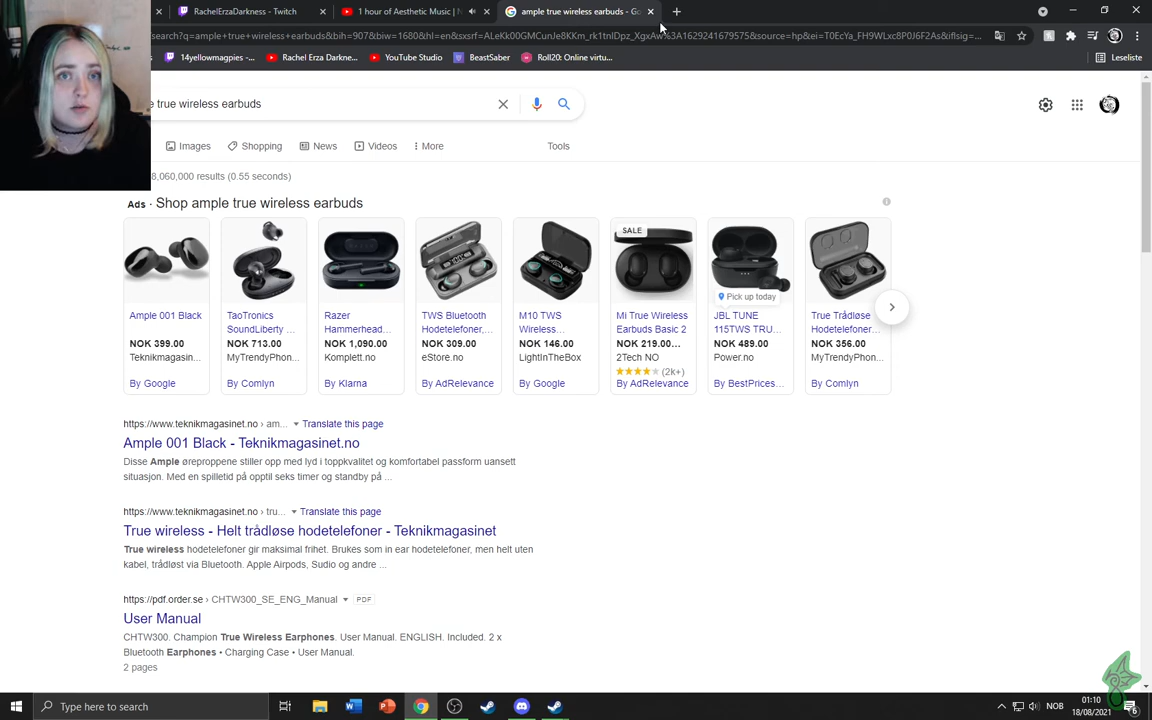 RachelErzaDarkness - Twitch
1 hour of Aesthetic Music |
ample true wireless earbuds - Go
search?q=ample+true+wireless+earbuds&bih=907&biw=1680&hl=en&sxsrf=
14yellowmagpies -...
Rachel Erza Darkne...
YouTube Studio
BeastSaber
Roll20: Online virtu...
Leseliste
true wireless earbuds
Images
Shopping
News
Videos
More
Tools
8,060,000 results (0.55 seconds)
Ads · Shop ample true wireless earbuds
Ample 001 Black
NOK 399.00
Teknikmagasin...
By Google
TaoTronics
SoundLiberty ...
NOK 713.00
MyTrendyPhon...
By Comlyn
Razer
Hammerhead...
NOK 1,090.00
Komplett.no
By Klarna
TWS Bluetooth
Hodetelefoner,...
NOK 309.00
eStore.no
By AdRelevance
M10 TWS
Wireless...
NOK 146.00
LightInTheBox
By Google
SALE
Mi True Wireless
Earbuds Basic 2
NOK 219.00...
2Tech NO
(2k+)
By AdRelevance
Pick up today
JBL TUNE
115TWS TRU...
NOK 489.00
Power.no
By BestPrices...
True Trådløse
Hodetelefoner...
NOK 356.00
MyTrendyPhon...
By Comlyn
https://www.teknikmagasinet.no › am... Translate this page
Ample 001 Black - Teknikmagasinet.no
Disse Ample øreproppene stiller opp med lyd i toppkvalitet og komfortabel passform uansett
situasjon. Med en spilletid på opptil seks timer og standby på ...
https://www.teknikmagasinet.no › tru... Translate this page
True wireless - Helt trådløse hodetelefoner - Teknikmagasinet
True wireless hodetelefoner gir maksimal frihet. Brukes som in ear hodetelefoner, men helt uten
kabel, trådløst via Bluetooth. Apple Airpods, Sudio og andre ...
https://pdf.order.se › CHTW300_SE_ENG_Manual PDF
User Manual
CHTW300. Champion True Wireless Earphones. User Manual. ENGLISH. Included. 2 x
Bluetooth Earphones • Charging Case • User Manual.
2 pages
Type here to search
NOB
01:10
18/08/2021
6